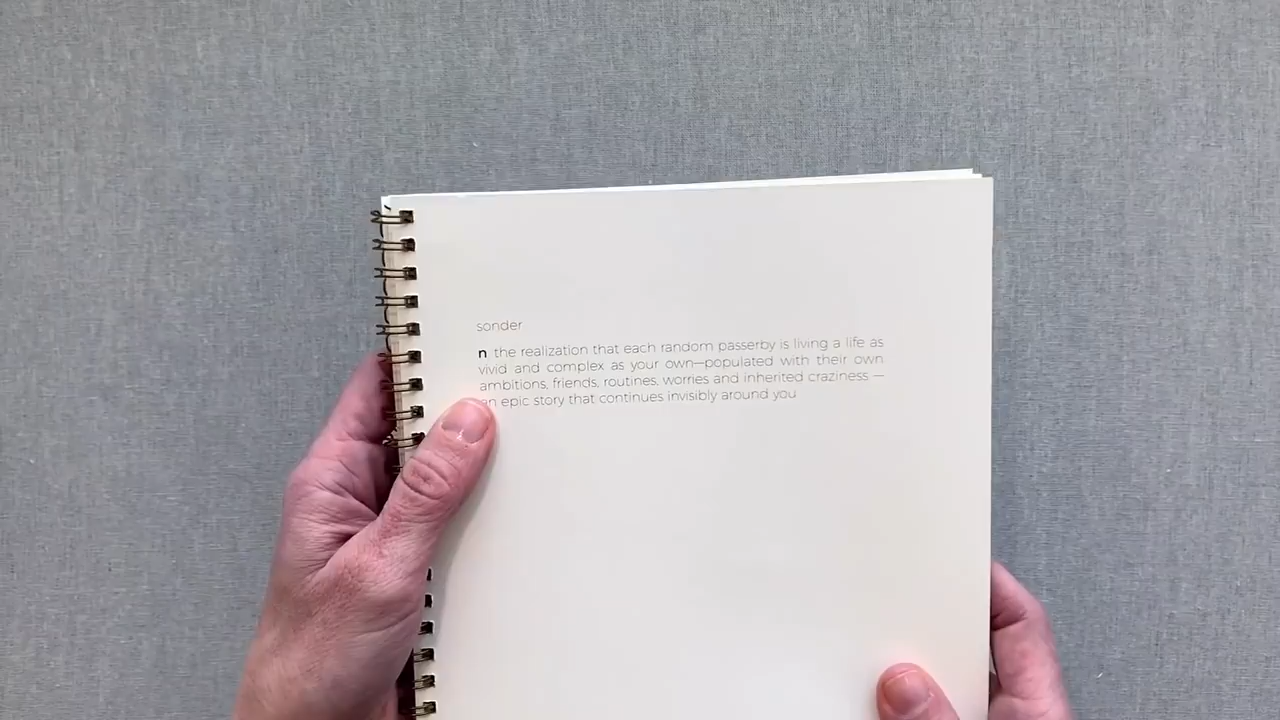 sonder
n the realization that each random passerby is living a life as
vivid and complex as your own—populated with their own
ambitions, friends, routines, worries and inherited craziness —
an epic story that continues invisibly around you